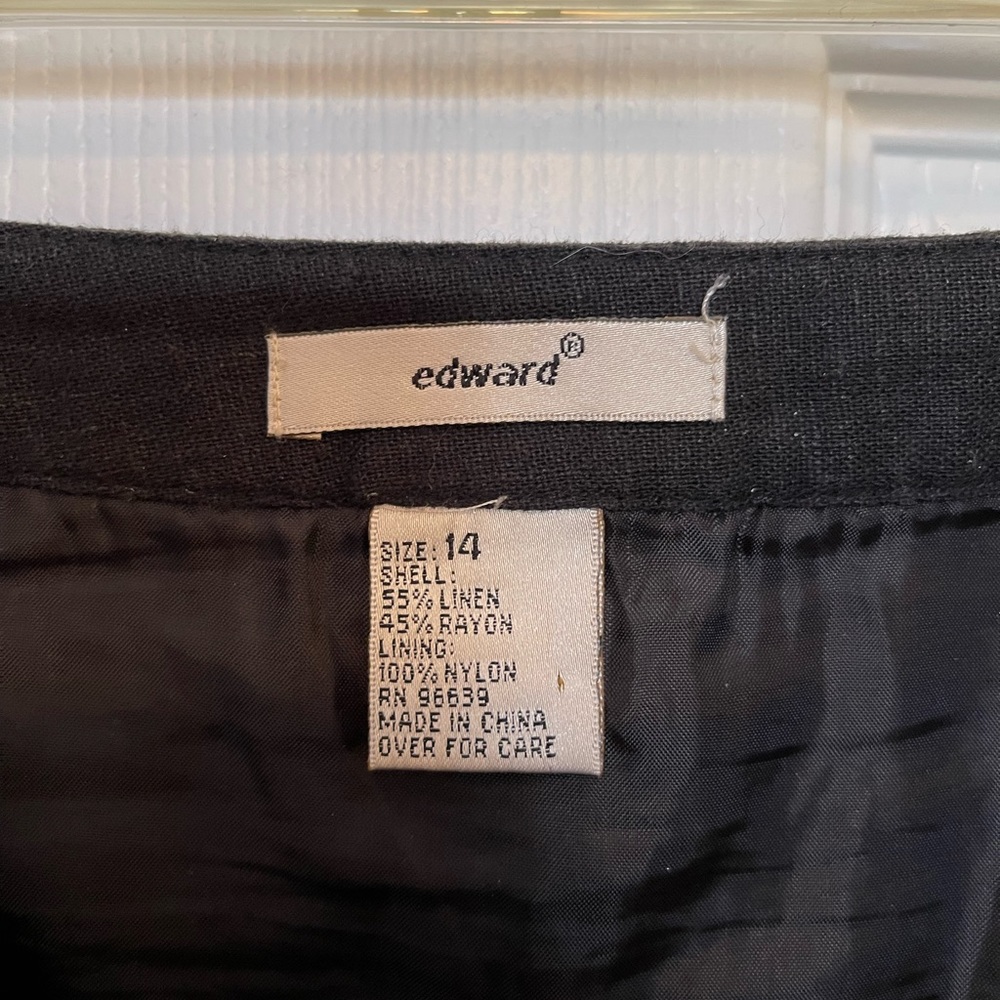 edward®
SIZE: 14
SHELL:
55% LINEN
45% RAYON
LINING:
100% NYLON
RN 96639
MADE IN CHINA
OVER FOR CARE